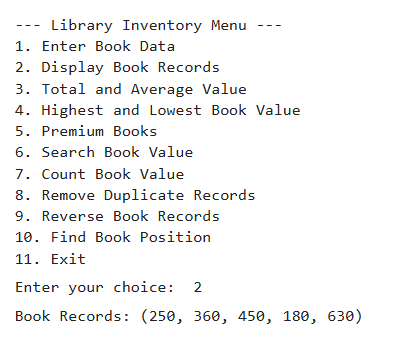 --- Library Inventory Menu ---
1. Enter Book Data
2. Display Book Records
3. Total and Average Value
4. Highest and Lowest Book Value
5. Premium Books
6. Search Book Value
7. Count Book Value
8. Remove Duplicate Records
9. Reverse Book Records
10. Find Book Position
11. Exit
Enter your choice:  2
Book Records: (250, 360, 450, 180, 630)